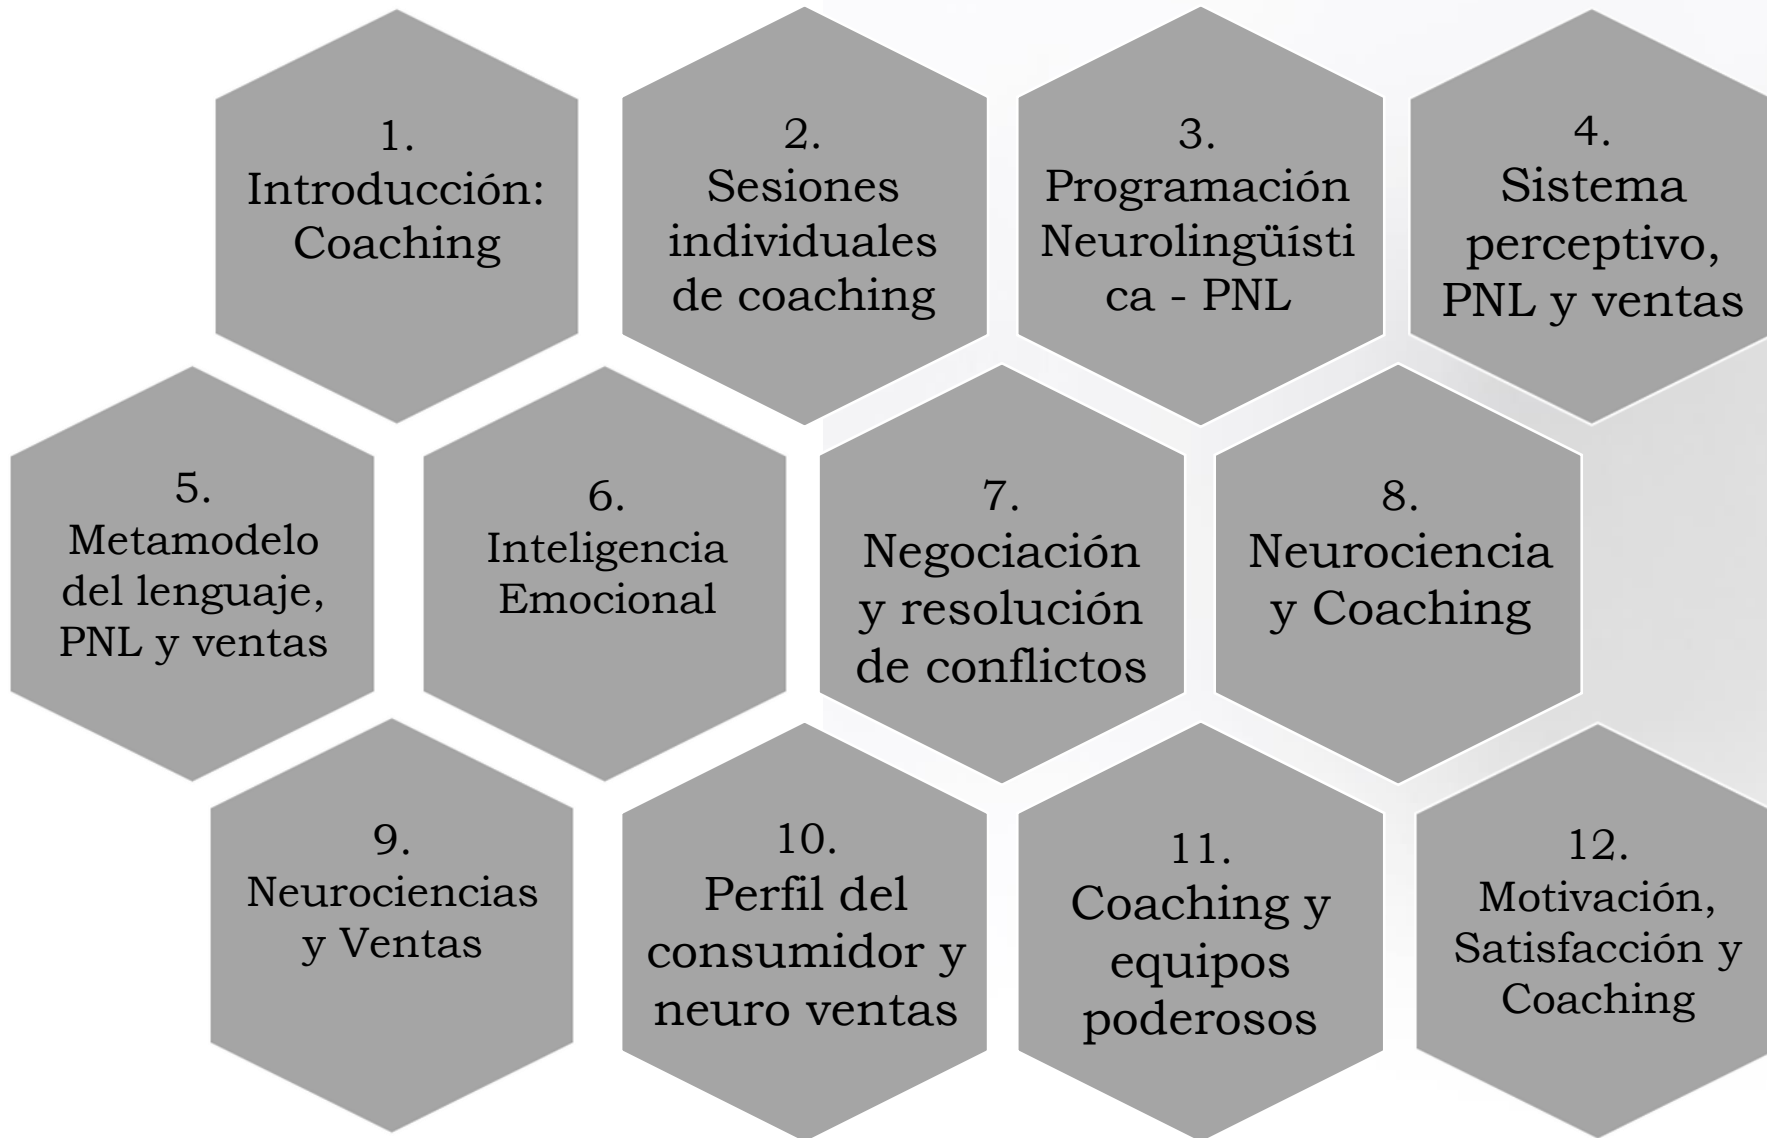 1.
Introducción:
Coaching
2.
Sesiones
individuales
de coaching
3.
Programación
Neurolingüísti
ca - PNL
4.
Sistema
perceptivo,
PNL y ventas
5.
Metamodelo
del lenguaje,
PNL y ventas
6.
Inteligencia
Emocional
7.
Negociación
y resolución
de conflictos
8.
Neurociencia
y Coaching
9.
Neurociencias
y Ventas
10.
Perfil del
consumidor y
neuro ventas
11.
Coaching y
equipos
poderosos
12.
Motivación,
Satisfacción y
Coaching